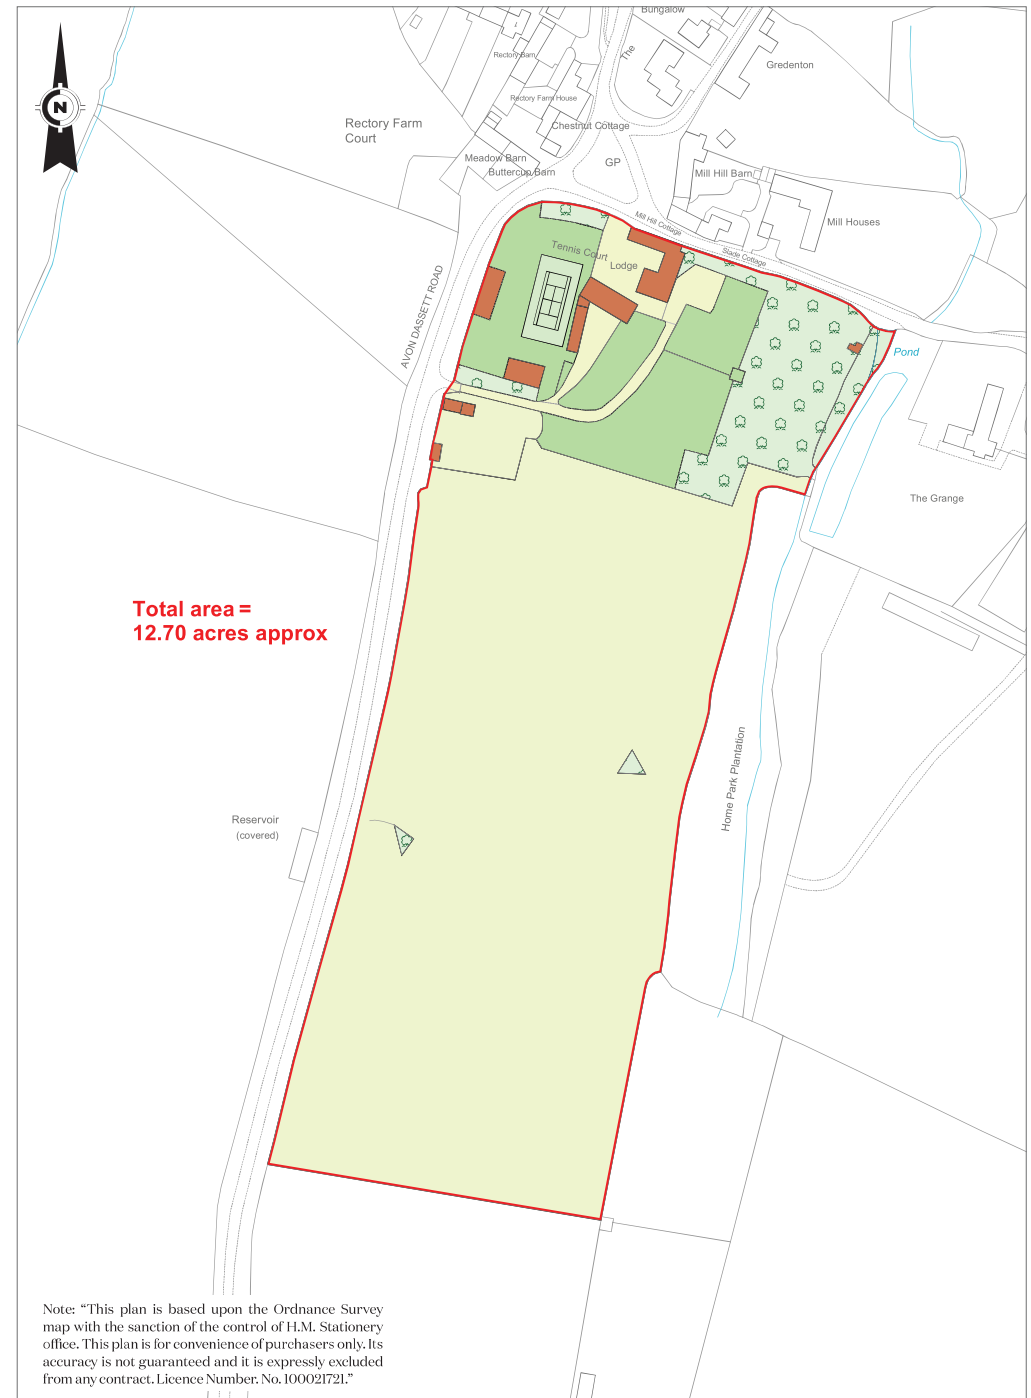 Bungalow
The
Rectory Barn
Gredenton
Rectory Farm House
N
Rectory Farm
Court
Chestnut Cottage
Meadow Barn
GP
Buttercup Barn
Mill Hill Barn
Mill Hill Cottage
Mill Houses
Slade Cottage
Tennis Court
Lodge
AVON DASSETT ROAD
Pond
The Grange
Total area =
12.70 acres approx
Home Park Plantation
Reservoir
(covered)
Note: “This plan is based upon the Ordnance Survey
map with the sanction of the control of H.M. Stationery
office. This plan is for convenience of purchasers only. Its
accuracy is not guaranteed and it is expressly excluded
from any contract. Licence Number. No. 100021721.”